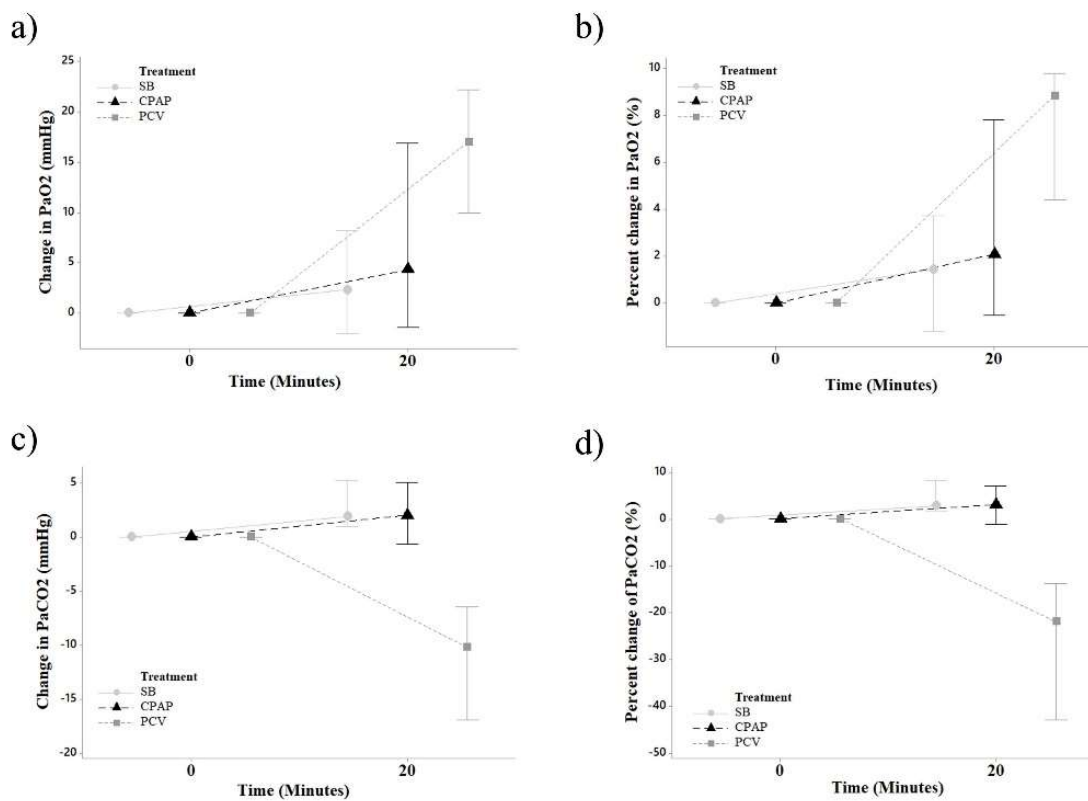 a)
Change in PaO2 (mmHg)
25
20
15
10
5
0
Treatment
SB
CPAP
PCV
0
20
Time (Minutes)
b)
Percent change in PaO2 (%)
10
8
6
4
2
0
Treatment
SB
CPAP
PCV
0
20
Time (Minutes)
c)
Change in PaCO2 (mmHg)
5
0
-5
-10
-15
-20
Treatment
SB
CPAP
PCV
0
20
Time (Minutes)
d)
Percent change of PaCO2 (%)
10
0
-10
-20
-30
-40
-50
Treatment
SB
CPAP
PCV
0
20
Time (Minutes)